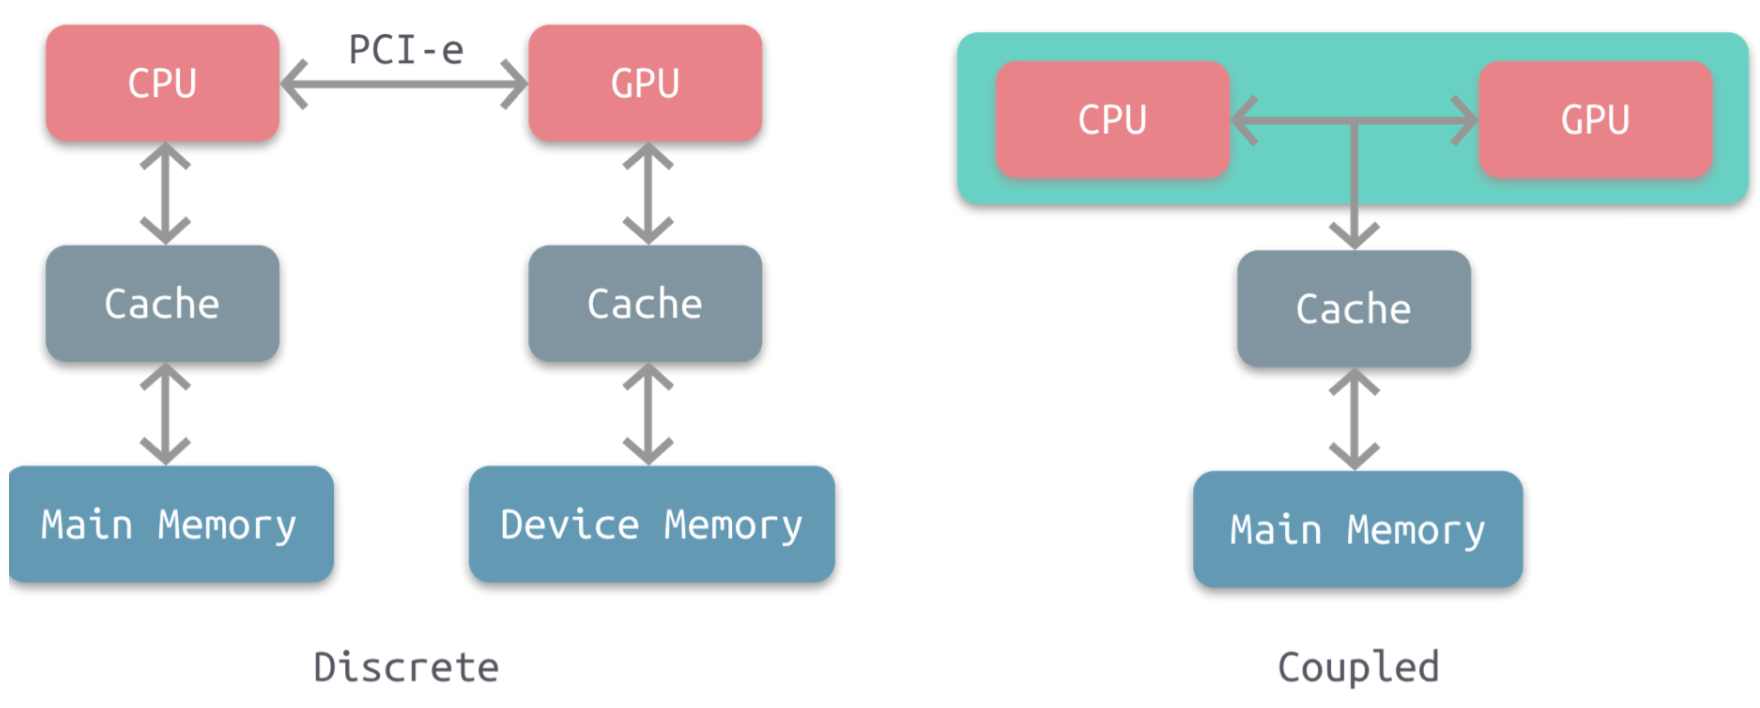 PCI-e
CPU
GPU
Cache
Cache
Main Memory
Device Memory
Discrete
CPU
GPU
Cache
Main Memory
Coupled